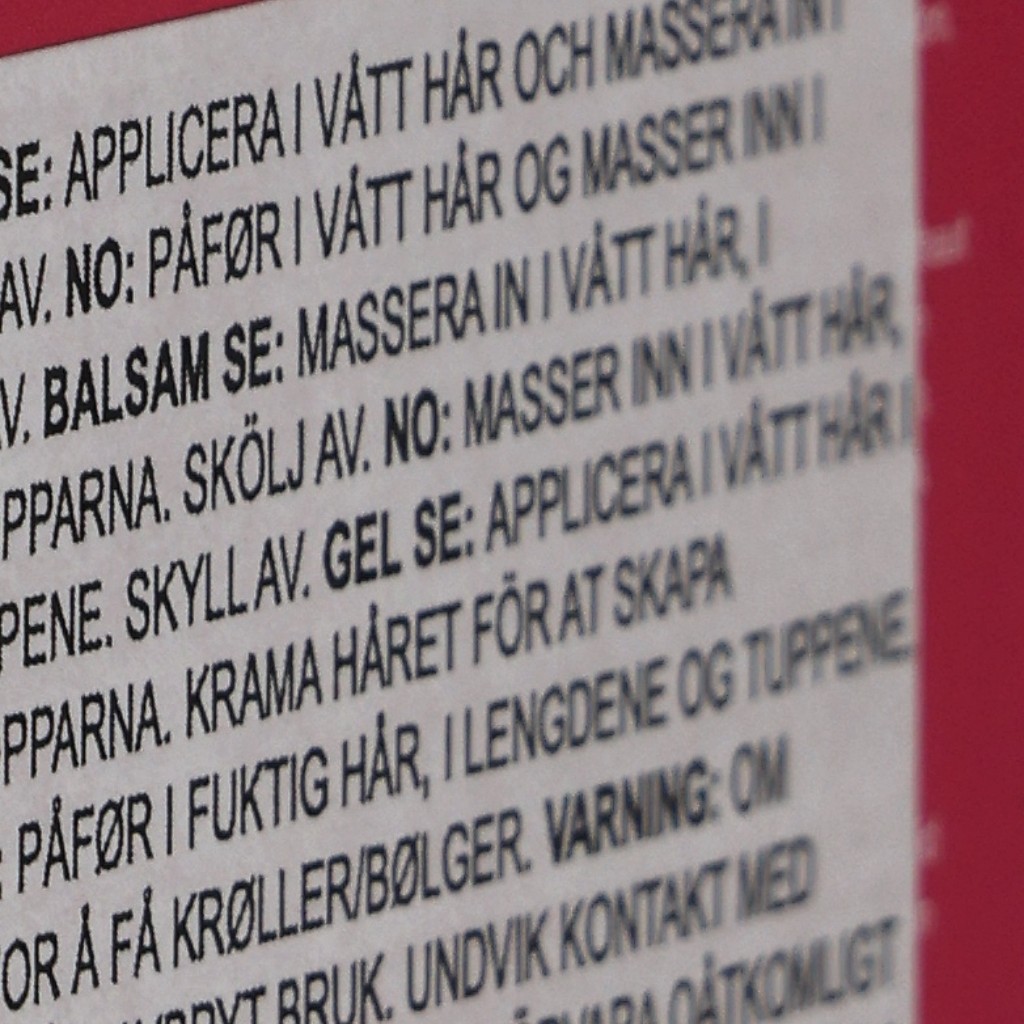 SE: APPLICERA I VÅTT HÅR OCH MASSERA IN I
AV. NO: PÅFØR I VÅTT HÅR OG MASSER INN I
V. BALSAM SE: MASSERA IN I VÅTT HÅR, I
PPARNA. SKÖLJ AV. NO: MASSER INN I VÅTT HÅR,
PENE. SKYLL AV. GEL SE: APPLICERA I VÅTT HÅR I
PPARNA. KRAMA HÅRET FÖR AT SKAPA
: PÅFØR I FUKTIG HÅR, I LENGDENE OG TUPPENE.
OR Å FÅ KRØLLER/BØLGER. VARNING: OM
BRUK. UNDVIK KONTAKT MED
OÅTKOMLIGT